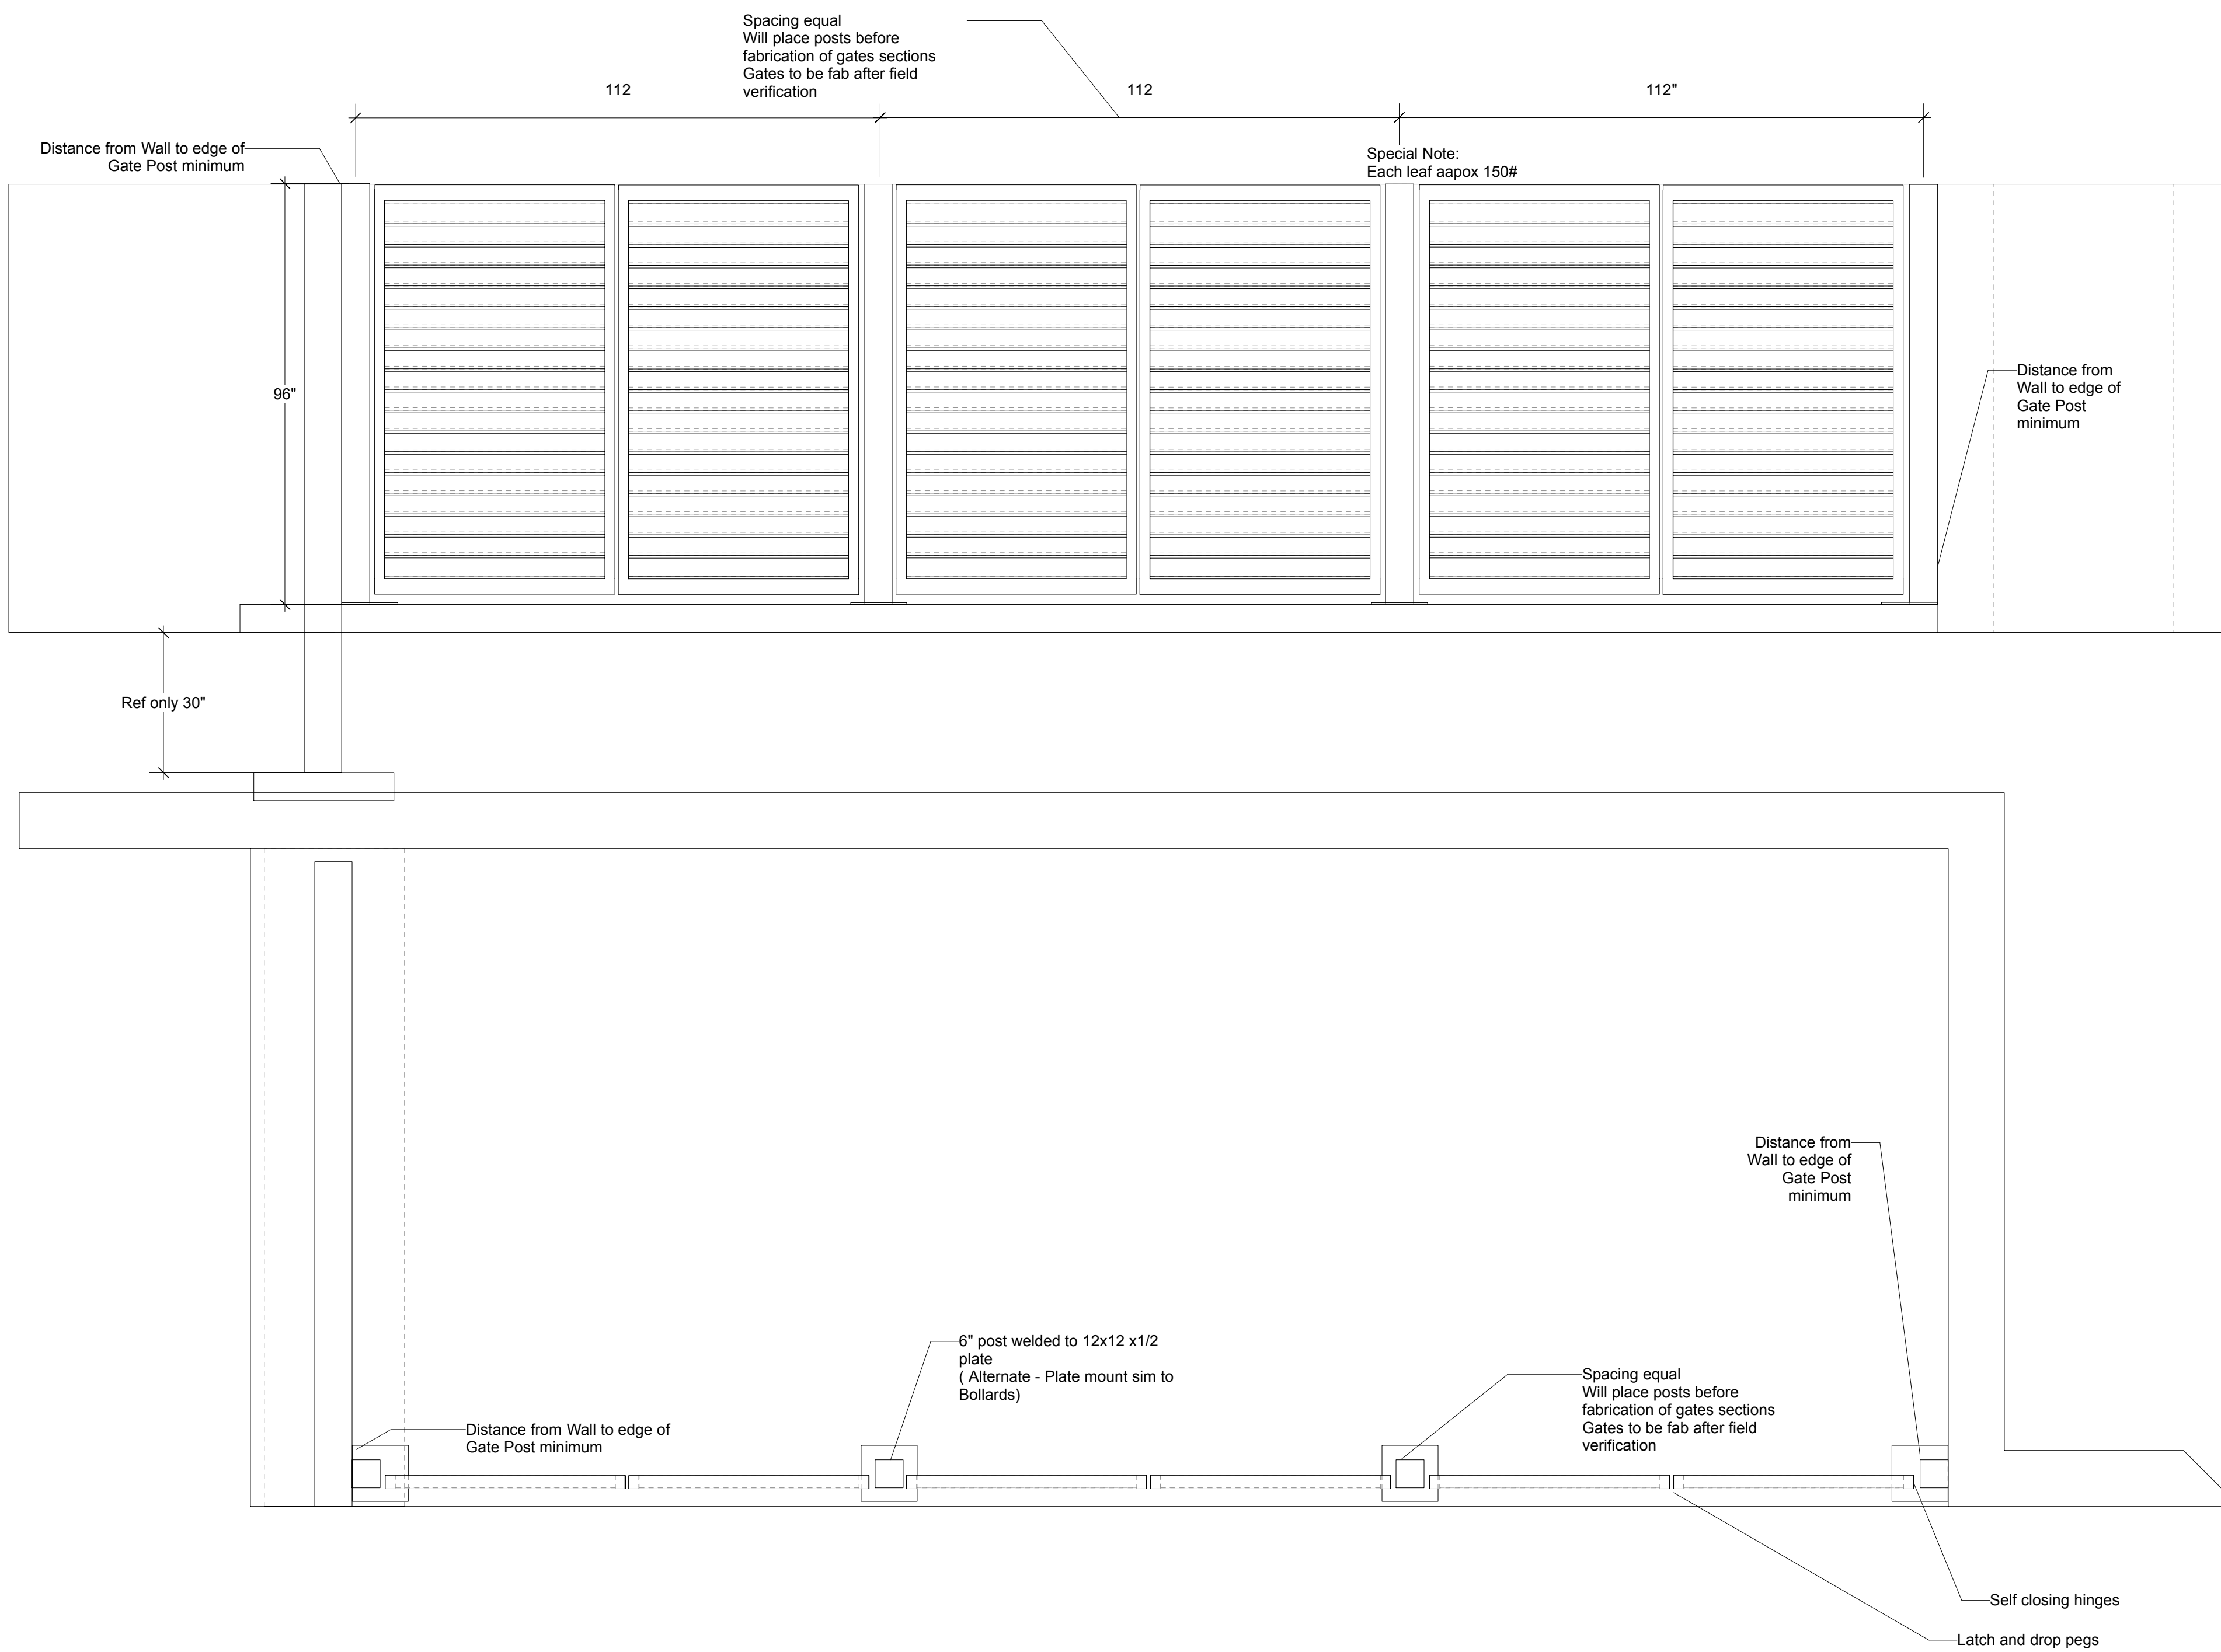 Spacing equal
Will place posts before
fabrication of gates sections
Gates to be fab after field
verification
112
112
112"
Distance from Wall to edge of
Gate Post minimum
Special Note:
Each leaf aapox 150#
96"
Distance from
Wall to edge of
Gate Post
minimum
Ref only 30"
Distance from
Wall to edge of
Gate Post
minimum
6" post welded to 12x12 x1/2
plate
( Alternate - Plate mount sim to
Bollards)
Spacing equal
Will place posts before
fabrication of gates sections
Gates to be fab after field
verification
Distance from Wall to edge of
Gate Post minimum
Self closing hinges
Latch and drop pegs